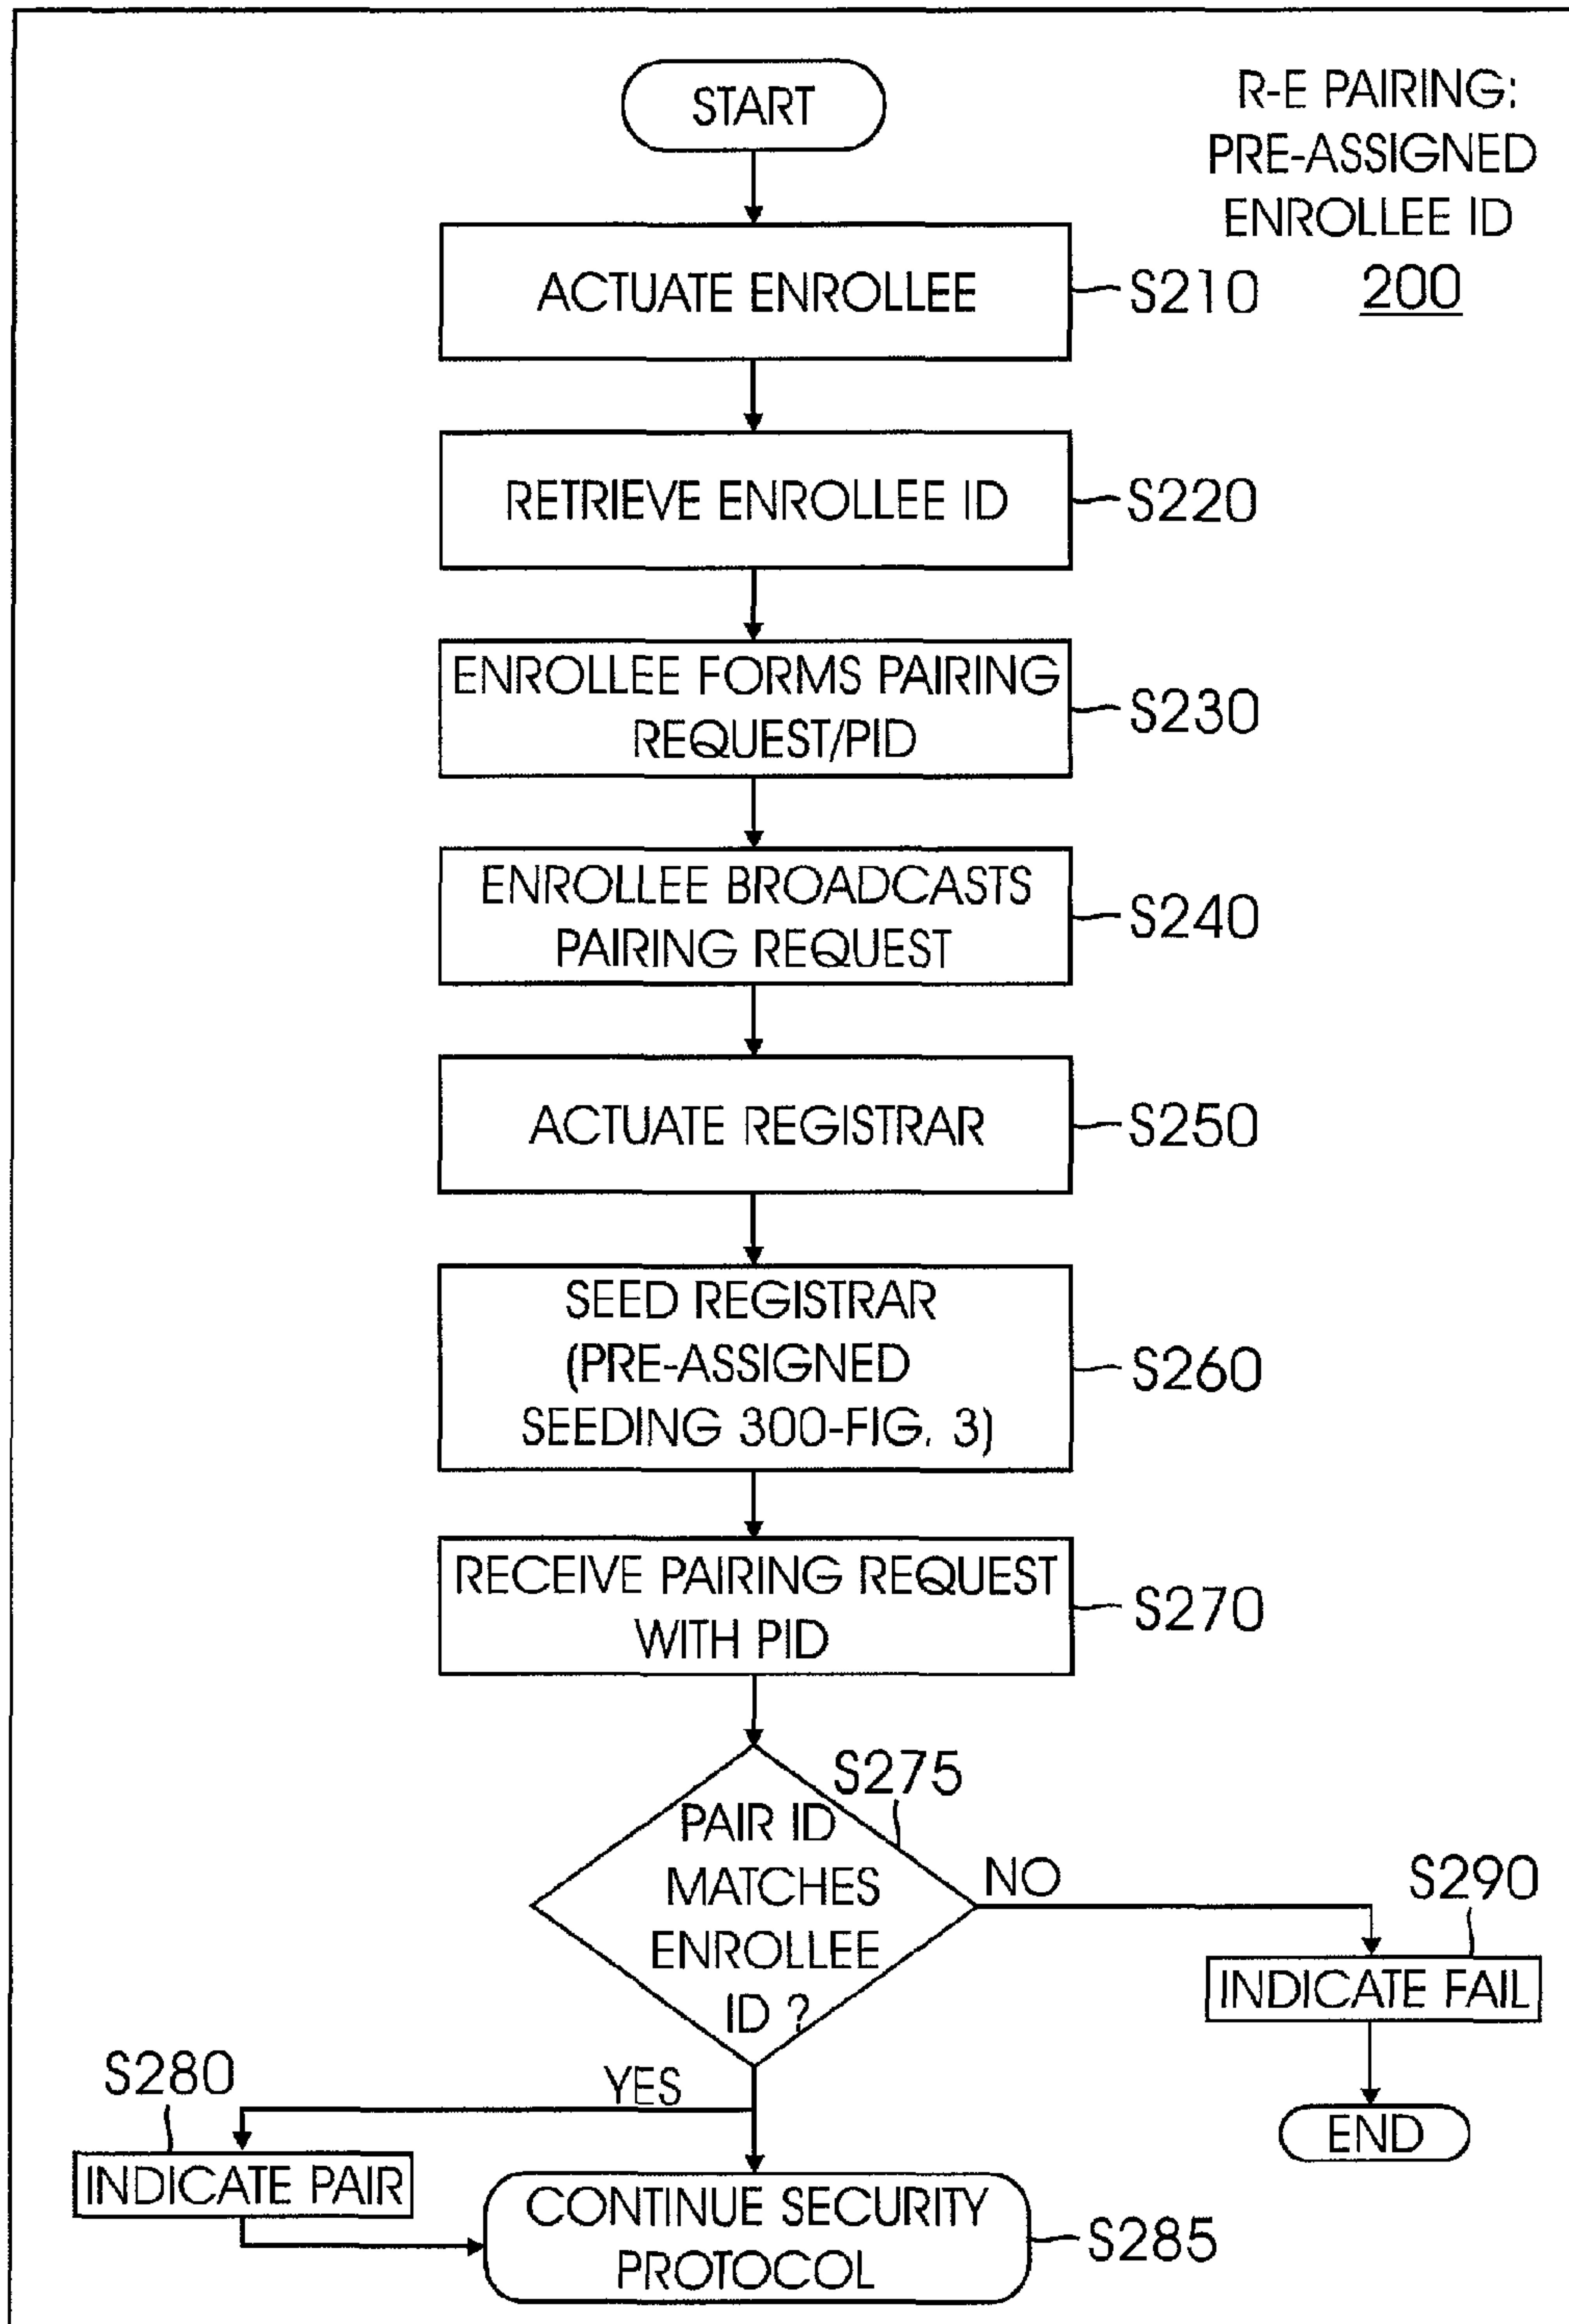 R-E PAIRING:
PRE-ASSIGNED
ENROLLEE ID
200
START
ACTUATE ENROLLEE
S210
RETRIEVE ENROLLEE ID
S220
ENROLLEE FORMS PAIRING
REQUEST/PID
S230
ENROLLEE BROADCASTS
PAIRING REQUEST
S240
ACTUATE REGISTRAR
S250
SEED REGISTRAR
(PRE-ASSIGNED
SEEDING 300-FIG. 3)
S260
RECEIVE PAIRING REQUEST
WITH PID
S270
S275
PAIR ID
MATCHES
ENROLLEE
ID ?
NO
S290
INDICATE FAIL
END
YES
S280
INDICATE PAIR
CONTINUE SECURITY
PROTOCOL
S285